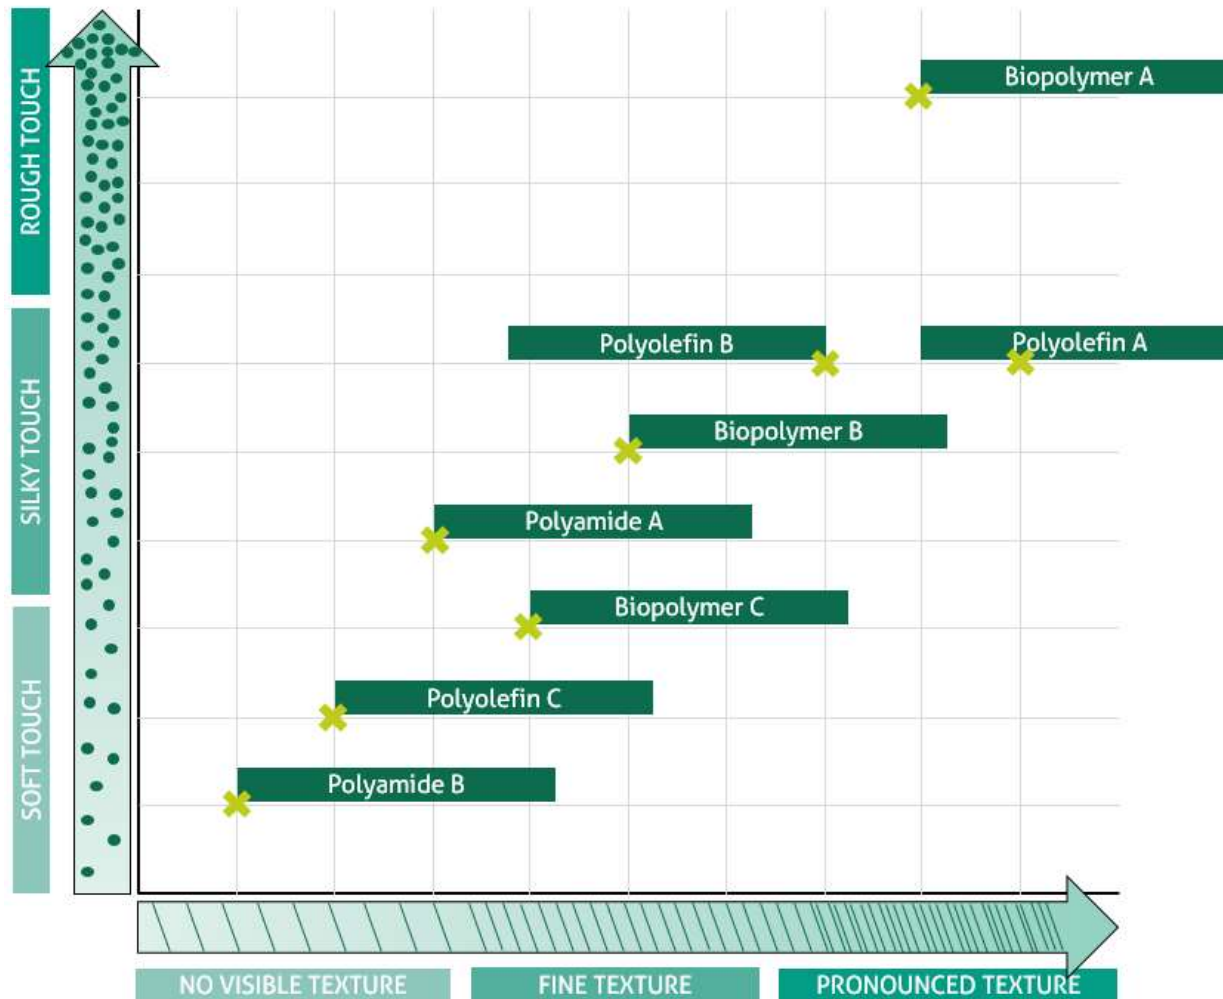 ROUGH TOUCH
SILKY TOUCH
SOFT TOUCH
Biopolymer A
Polyolefin B
Polyolefin A
Biopolymer B
Polyamide A
Biopolymer C
Polyolefin C
Polyamide B
NO VISIBLE TEXTURE
FINE TEXTURE
PRONOUNCED TEXTURE